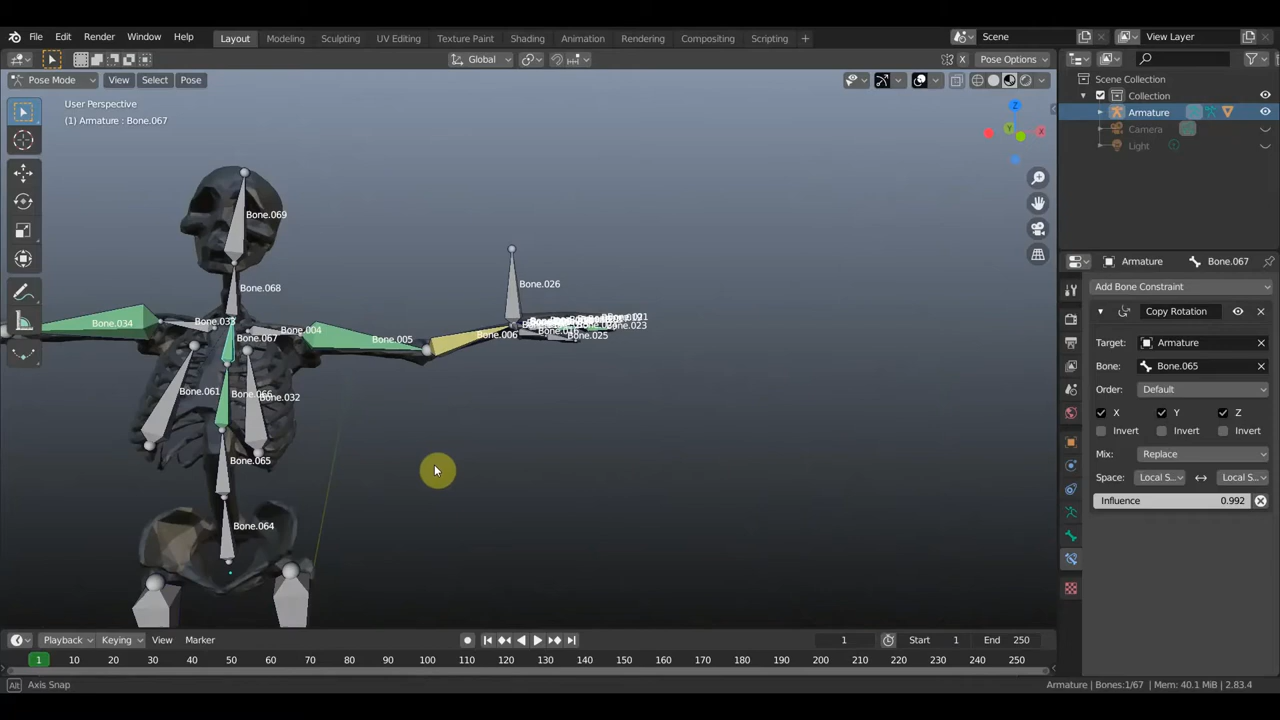 File Edit Render Window Help
Layout Modeling Sculpting UV Editing Texture Paint Shading Animation Rendering Compositing Scripting +
Scene
View Layer
Global
X
Pose Options
Pose Mode
View Select Pose
User Perspective
(1) Armature : Bone.067
Z
X
Y
Scene Collection
Collection
Armature
Camera
Light
Bone.069
Bone.068
Bone.026
Bone.034
Bone.033
Bone.067
Bone.004
Bone.005
Bone.006
Bone.023
Bone.025
Bone.061
Bone.066
Bone.032
Bone.065
Bone.064
Armature
Bone.067
Add Bone Constraint
Copy Rotation
Target: Armature
Bone: Bone.065
Order: Default
X Y Z
Invert Invert Invert
Mix: Replace
Space: Local S... Local S...
Influence 0.992
Playback Keying View Marker
1
Start 1
End 250
1 10 20 30 40 50 60 70 80 90 100 110 120 130 140 150 160 170 180 190 200 210 220 230 240 250
Alt Axis Snap
Armature | Bones:1/67 | Mem: 40.1 MiB | 2.83.4